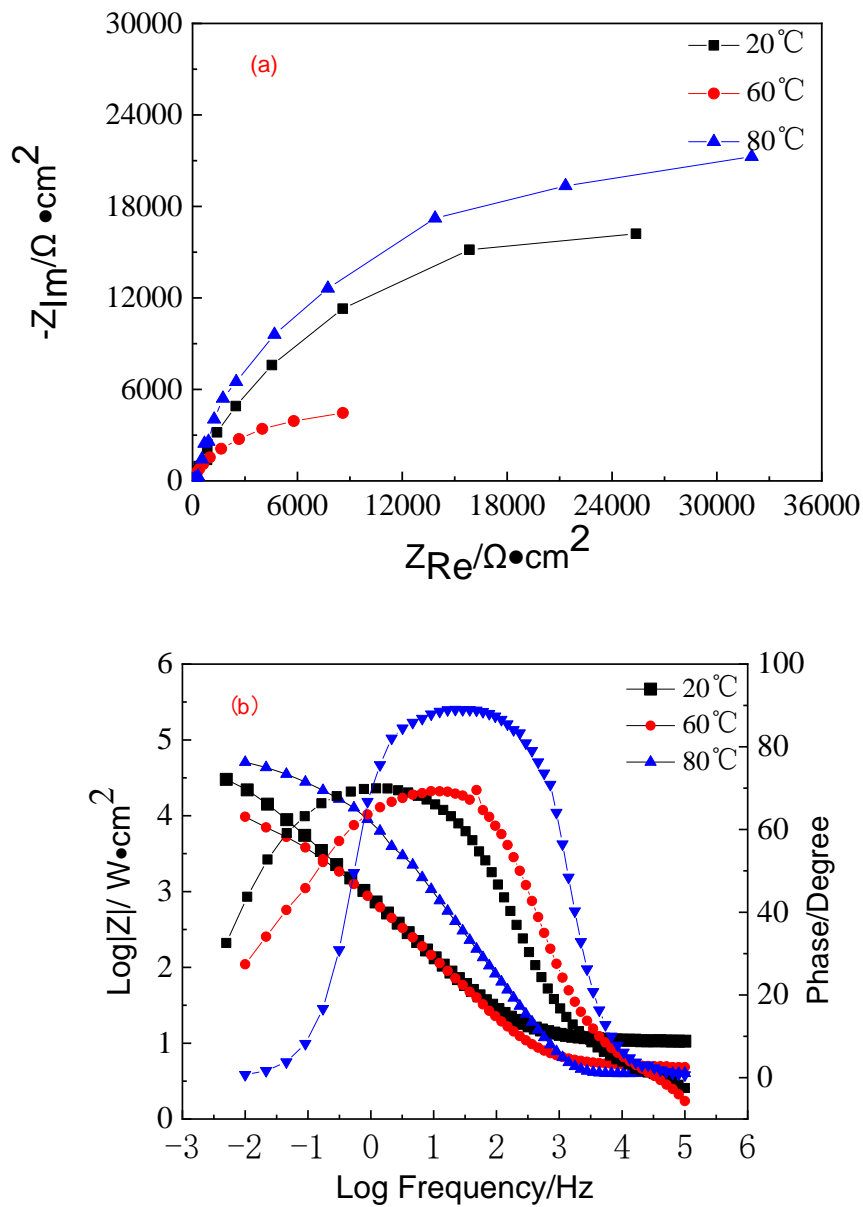 (a)
20℃
60℃
80℃
30000
24000
18000
12000
6000
0
-ZIm/Ω●cm2
0 6000 12000 18000 24000 30000 36000
ZRe/Ω●cm2
(b)
20℃
60℃
80℃
6
5
4
3
2
1
0
Log|Z|/ W●cm2
100
80
60
40
20
0
Phase/Degree
−3 −2 −1 0 1 2 3 4 5 6
Log Frequency/Hz